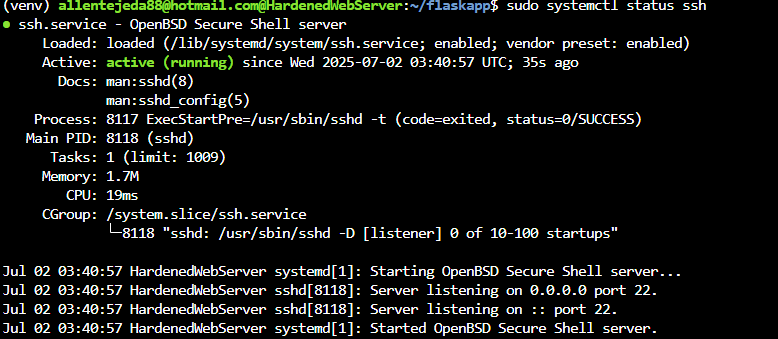 (venv) allentejeda88@hotmail.com@HardenedWebServer:~/flaskapp$ sudo systemctl status ssh
● ssh.service - OpenBSD Secure Shell server
     Loaded: loaded (/lib/systemd/system/ssh.service; enabled; vendor preset: enabled)
     Active: active (running) since Wed 2025-07-02 03:40:57 UTC; 35s ago
       Docs: man:sshd(8)
             man:sshd_config(5)
    Process: 8117 ExecStartPre=/usr/sbin/sshd -t (code=exited, status=0/SUCCESS)
   Main PID: 8118 (sshd)
      Tasks: 1 (limit: 1009)
     Memory: 1.7M
        CPU: 19ms
     CGroup: /system.slice/ssh.service
             └─8118 "sshd: /usr/sbin/sshd -D [listener] 0 of 10-100 startups"

Jul 02 03:40:57 HardenedWebServer systemd[1]: Starting OpenBSD Secure Shell server...
Jul 02 03:40:57 HardenedWebServer sshd[8118]: Server listening on 0.0.0.0 port 22.
Jul 02 03:40:57 HardenedWebServer sshd[8118]: Server listening on :: port 22.
Jul 02 03:40:57 HardenedWebServer systemd[1]: Started OpenBSD Secure Shell server.